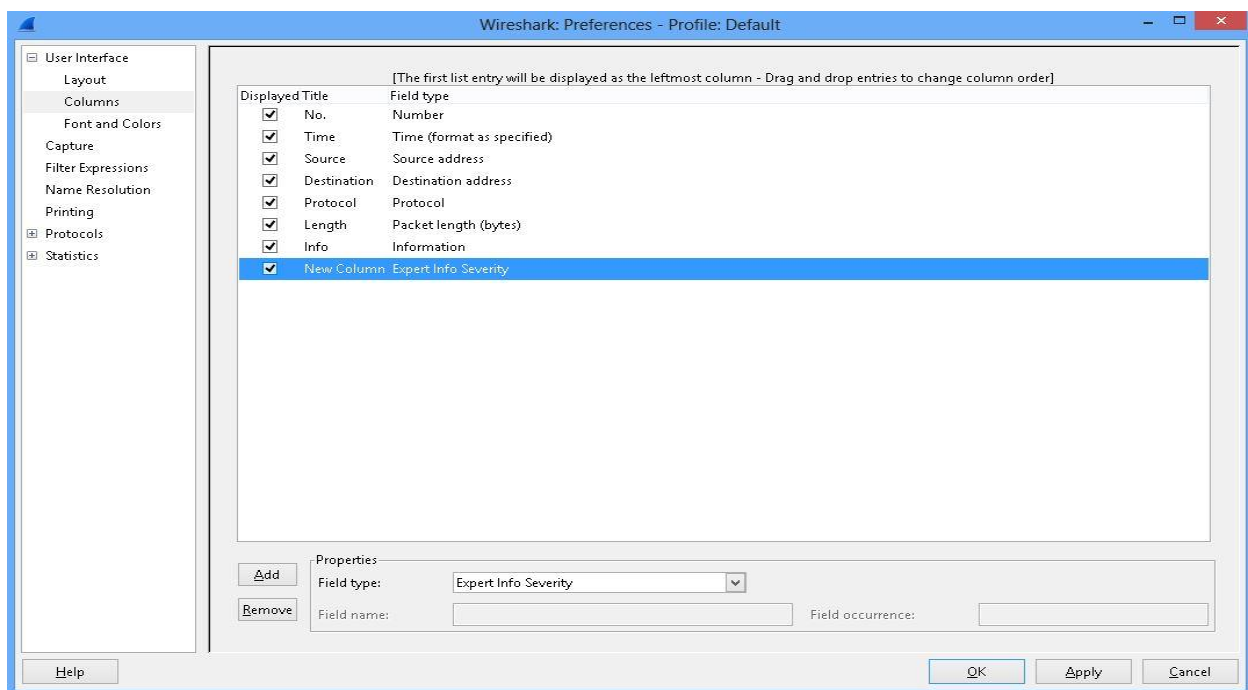 Wireshark: Preferences - Profile: Default
User Interface
Layout
Columns
Font and Colors
Capture
Filter Expressions
Name Resolution
Printing
Protocols
Statistics
[The first list entry will be displayed as the leftmost column - Drag and drop entries to change column order]
Displayed Title Field type
No. Number
Time Time (format as specified)
Source Source address
Destination Destination address
Protocol Protocol
Length Packet length (bytes)
Info Information
New Column Expert Info Severity
Add
Remove
Properties
Field type: Expert Info Severity
Field name: Field occurrence:
Help OK Apply Cancel